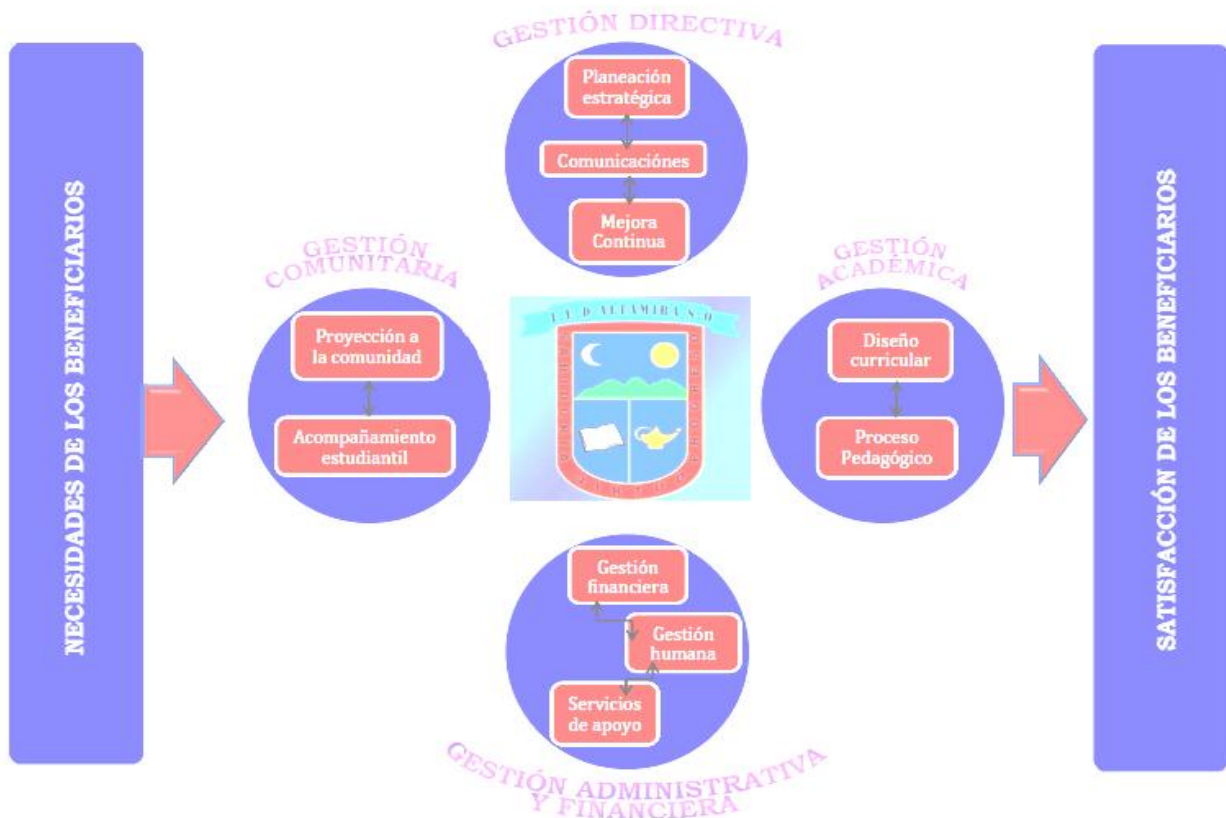 GESTIÓN DIRECTIVA
Planeación
estratégica
Comunicaciónes
Mejora
Continua
NECESIDADES DE LOS BENEFICIARIOS
GESTIÓN
COMUNITARIA
Proyección a
la comunidad
Acompañamiento
estudiantil
I.E.D ALTAMIRA S.O
GESTIÓN
ACADÉMICA
Diseño
curricular
Proceso
Pedagógico
SATISFACCIÓN DE LOS BENEFICIARIOS
Gestión
financiera
Gestión
humana
Servicios
de apoyo
GESTIÓN ADMINISTRATIVA
Y FINANCIERA